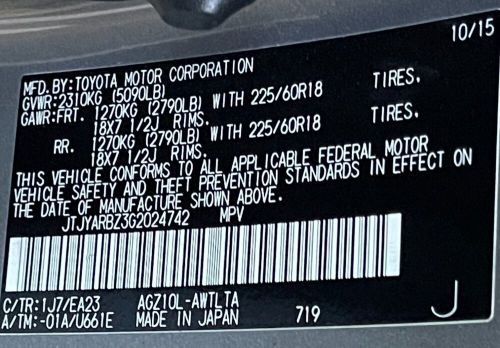 10/15
MFD.BY:TOYOTA MOTOR CORPORATION
GVWR:2310KG (5090LB)
GAWR:FRT. 1270KG (2790LB) WITH 225/60R18 TIRES.
18X7 1/2J RIMS.
RR. 1270KG (2790LB) WITH 225/60R18 TIRES.
18X7 1/2J RIMS.
THIS VEHICLE CONFORMS TO ALL APPLICABLE FEDERAL MOTOR
VEHICLE SAFETY AND THEFT PREVENTION STANDARDS IN EFFECT ON
THE DATE OF MANUFACTURE SHOWN ABOVE.
JTJYARBZ3G2024742 MPV
C/TR:1J7/EA23 AGZ10L-AWTLTA
A/TM:-01A/U661E MADE IN JAPAN 719 J